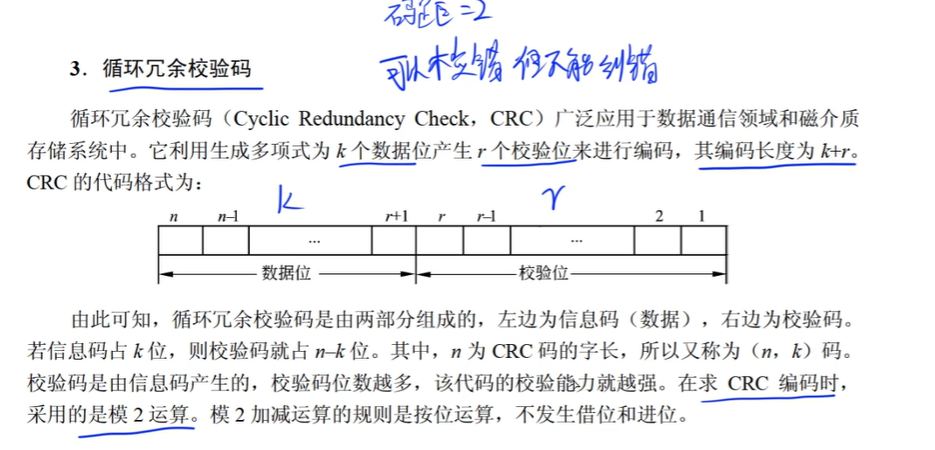 码距=2
可以检错 但不能纠错
3．循环冗余校验码
循环冗余校验码（Cyclic Redundancy Check，CRC）广泛应用于数据通信领域和磁介质
存储系统中。它利用生成多项式为 k 个数据位产生 r 个校验位来进行编码，其编码长度为 k+r。
CRC 的代码格式为：
k r
n n–1 r+1 r r–1 2 1
... ...
数据位 校验位
由此可知，循环冗余校验码是由两部分组成的，左边为信息码（数据），右边为校验码。
若信息码占 k 位，则校验码就占 n–k 位。其中，n 为 CRC 码的字长，所以又称为（n，k）码。
校验码是由信息码产生的，校验码位数越多，该代码的校验能力就越强。在求 CRC 编码时，
采用的是模 2 运算。模 2 加减运算的规则是按位运算，不发生借位和进位。